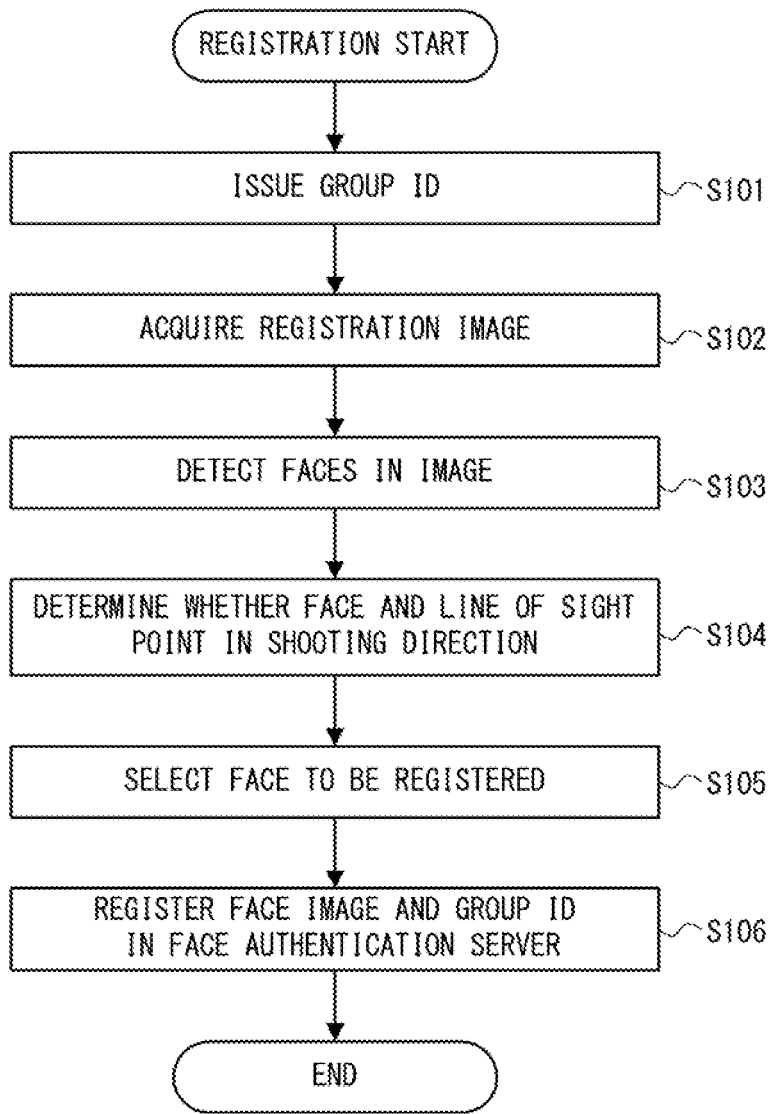 REGISTRATION START
ISSUE GROUP ID
S101
ACQUIRE REGISTRATION IMAGE
S102
DETECT FACES IN IMAGE
S103
DETERMINE WHETHER FACE AND LINE OF SIGHT
POINT IN SHOOTING DIRECTION
S104
SELECT FACE TO BE REGISTERED
S105
REGISTER FACE IMAGE AND GROUP ID
IN FACE AUTHENTICATION SERVER
S106
END